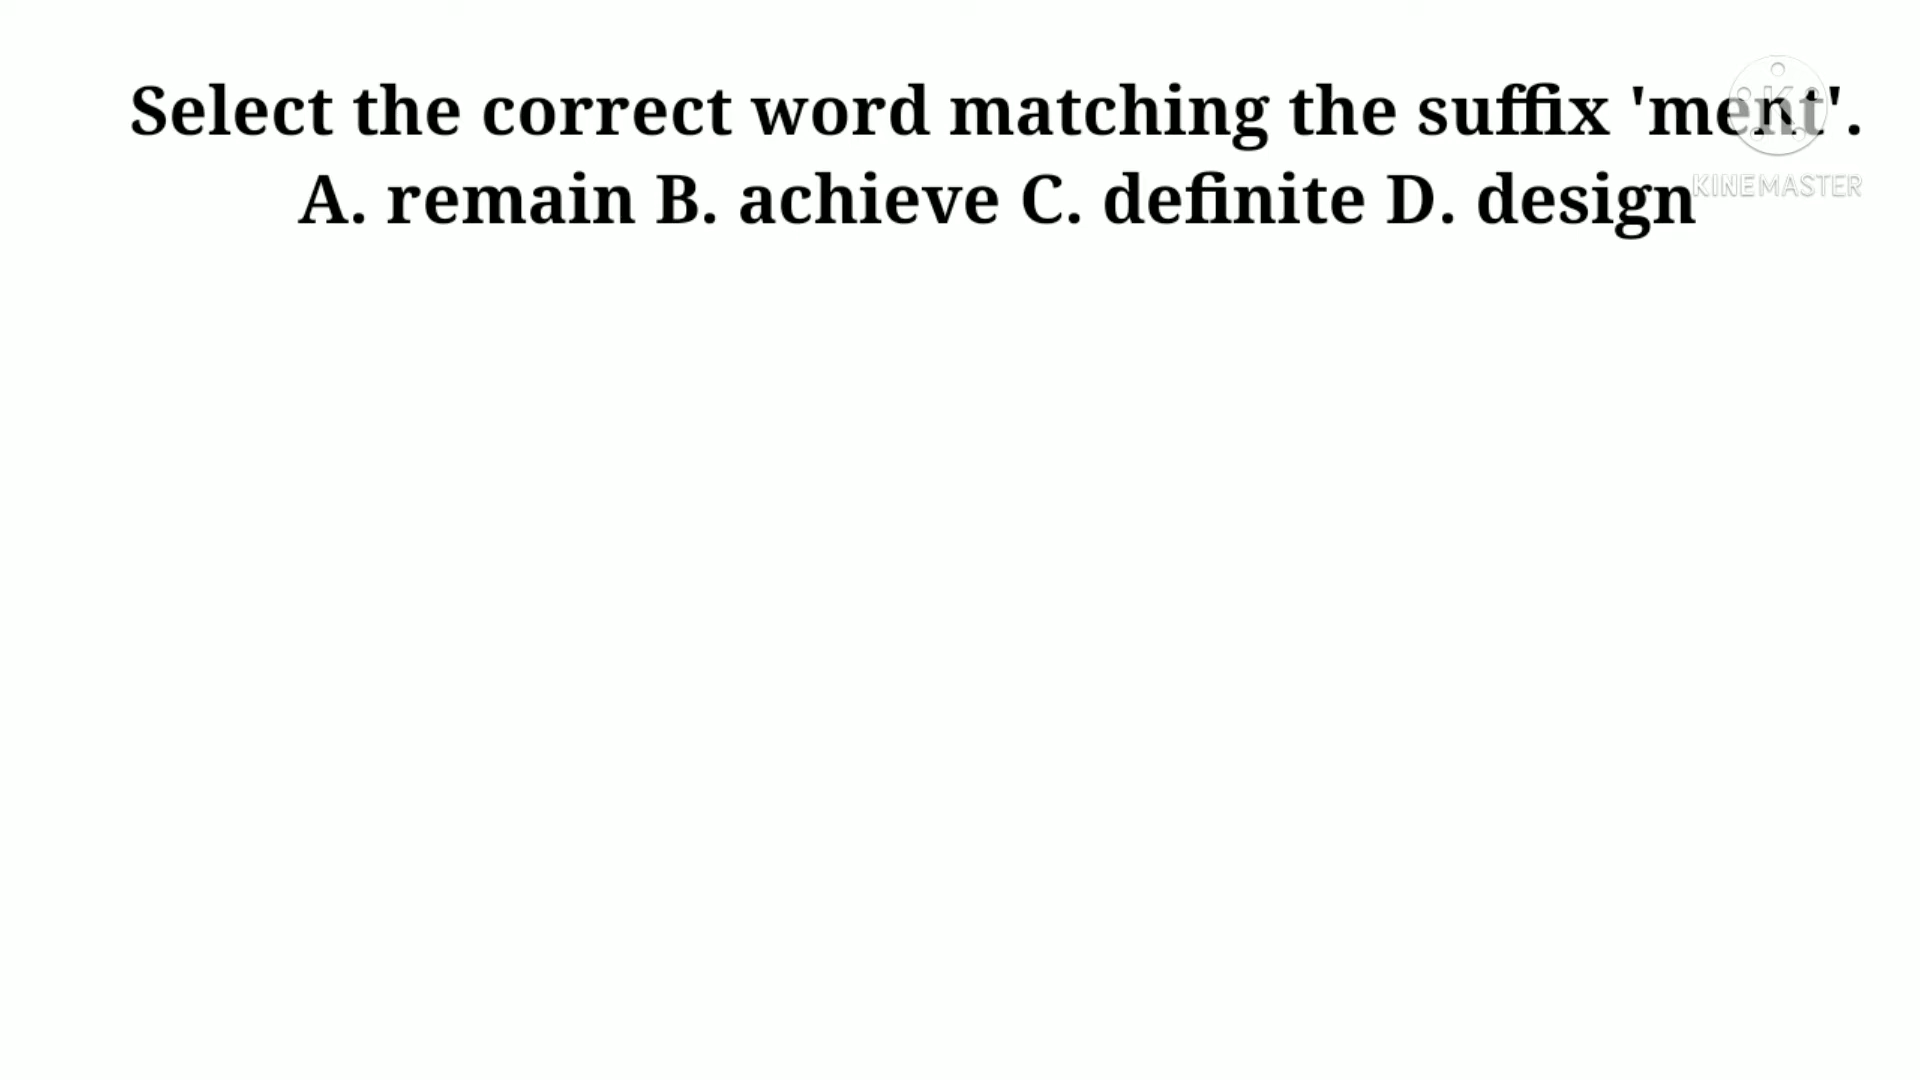 Select the correct word matching the suffix 'ment'.
A. remain B. achieve C. definite D. design
KINEMASTER